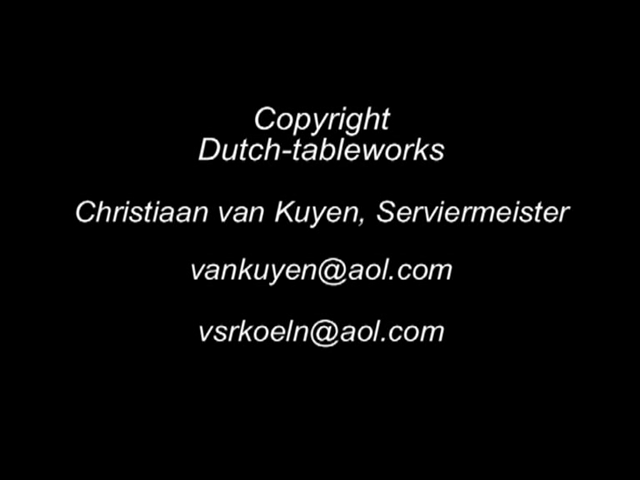 Copyright
Dutch-tableworks
Christiaan van Kuyen, Serviermeister
vankuyen@aol.com
vsrkoeln@aol.com